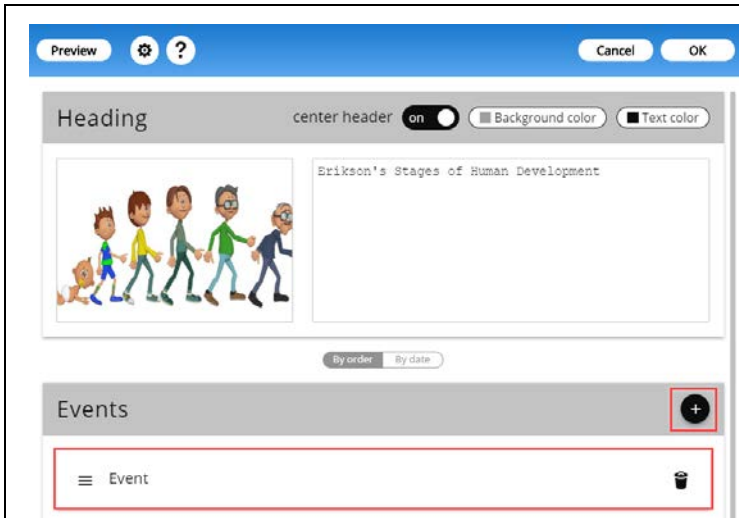 Preview ? Cancel OK
Heading center header on Background color Text color
Erikson's Stages of Human Development
By order By date
Events +
Event